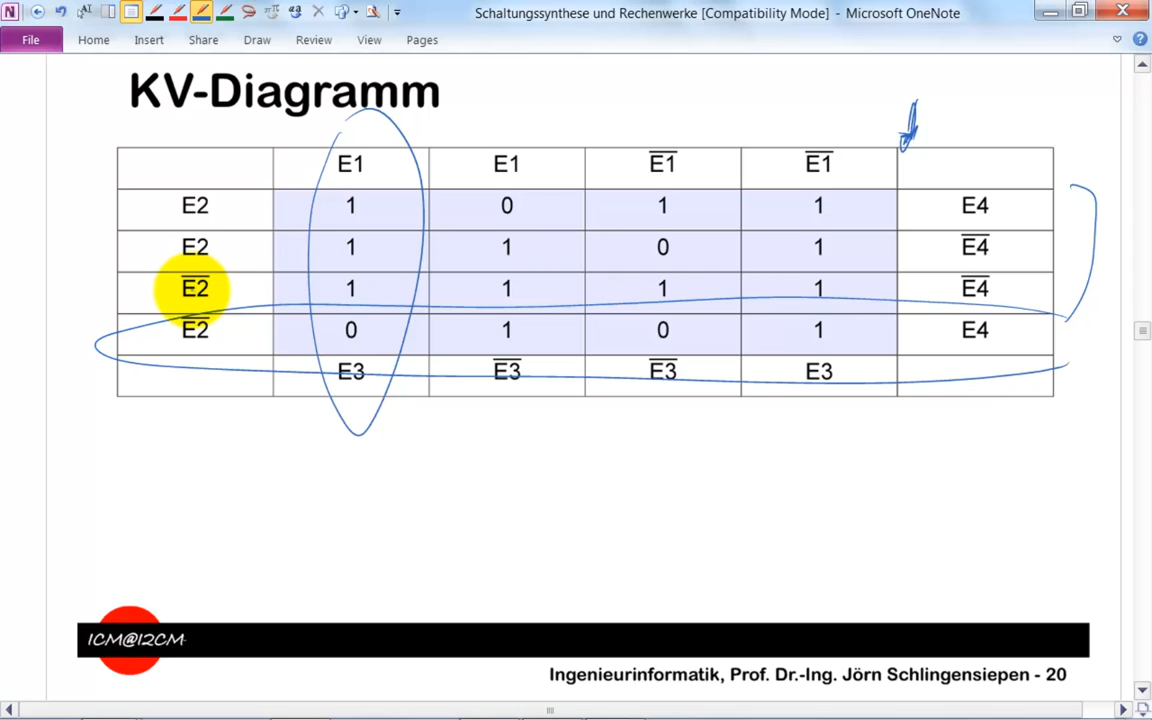 Schaltungssynthese und Rechenwerke [Compatibility Mode] - Microsoft OneNote
File Home Insert Share Draw Review View Pages
KV-Diagramm
E1 E1 E̅1̅ E̅1̅
E2 1 0 1 1 E4
E2 1 1 0 1 E̅4̅
E̅2̅ 1 1 1 1 E̅4̅
E̅2̅ 0 1 0 1 E4
E3 E̅3̅ E̅3̅ E3
1CM@12CM
Ingenieurinformatik, Prof. Dr.-Ing. Jörn Schlingensiepen - 20